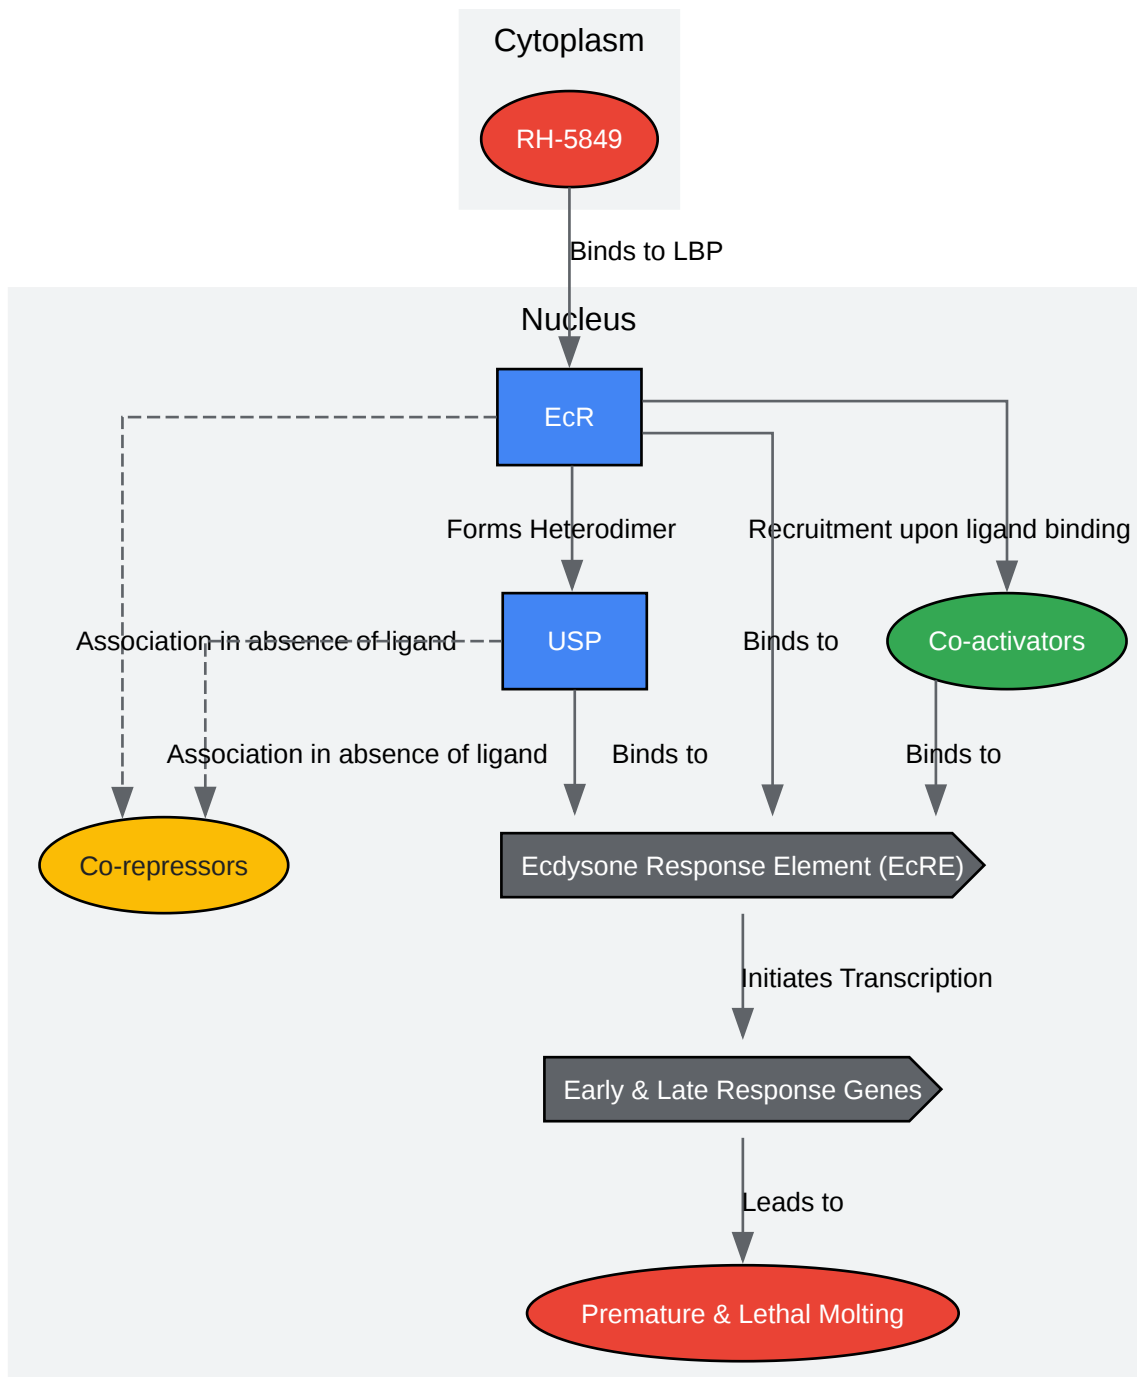 Cytoplasm
RH-5849
Binds to LBP
Nucleus
EcR
Forms Heterodimer
Recruitment upon ligand binding
Association in absence of ligand
USP
Binds to
Co-activators
Association in absence of ligand
Binds to
Binds to
Co-repressors
Ecdysone Response Element (EcRE)
Initiates Transcription
Early & Late Response Genes
Leads to
Premature & Lethal Molting